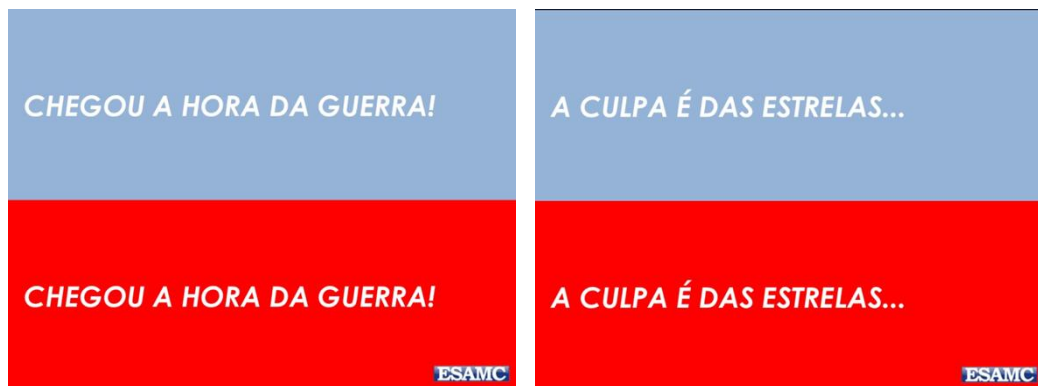 CHEGOU A HORA DA GUERRA!
CHEGOU A HORA DA GUERRA!
ESAMC
A CULPA É DAS ESTRELAS...
A CULPA É DAS ESTRELAS...
ESAMC